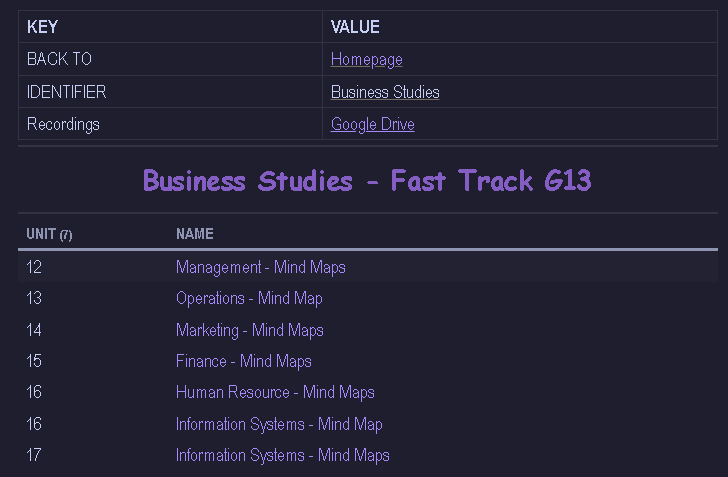 KEY VALUE
BACK TO Homepage
IDENTIFIER Business Studies
Recordings Google Drive
Business Studies - Fast Track G13
UNIT (7) NAME
12 Management - Mind Maps
13 Operations - Mind Map
14 Marketing - Mind Maps
15 Finance - Mind Maps
16 Human Resource - Mind Maps
16 Information Systems - Mind Map
17 Information Systems - Mind Maps